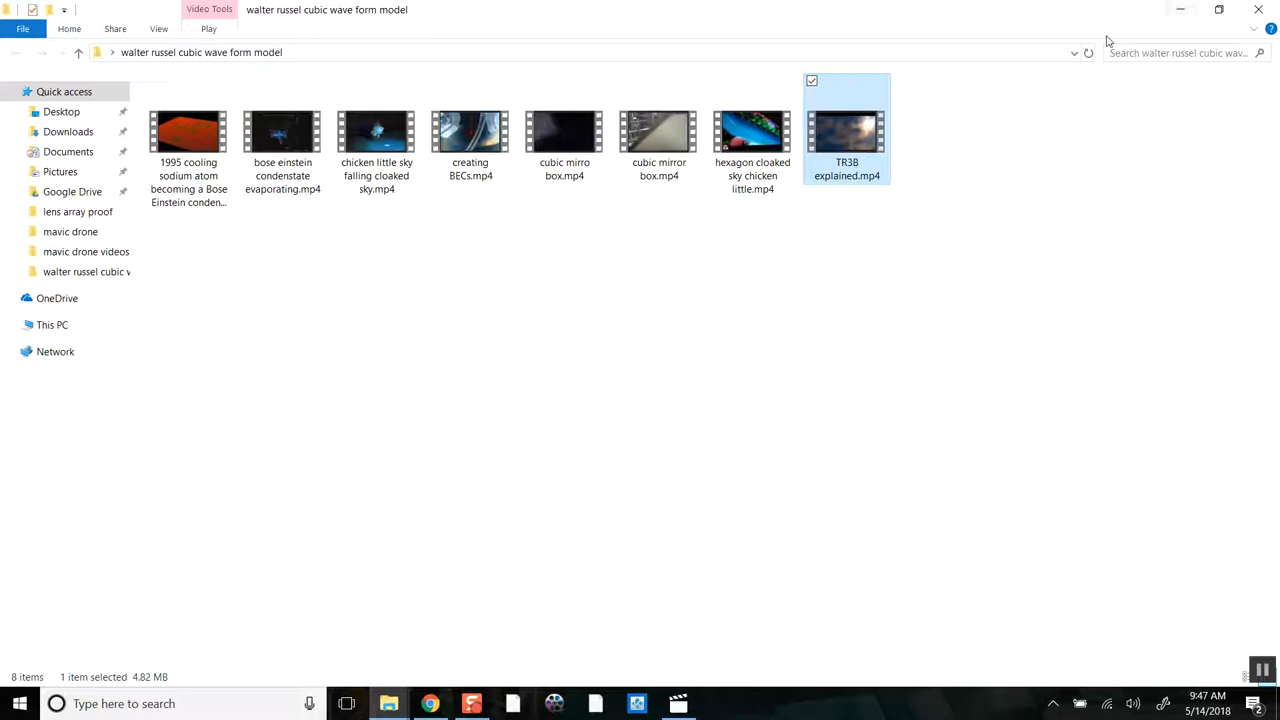 Video Tools
walter russel cubic wave form model
File
Home
Share
View
Play
walter russel cubic wave form model
Search walter russel cubic wav...
Quick access
Desktop
Downloads
Documents
Pictures
Google Drive
lens array proof
mavic drone
mavic drone videos
walter russel cubic w
OneDrive
This PC
Network
1995 cooling
sodium atom
becoming a Bose
Einstein conden...
bose einstein
condenstate
evaporating.mp4
chicken little sky
falling cloaked
sky.mp4
creating
BECs.mp4
cubic mirro
box.mp4
cubic mirror
box.mp4
hexagon cloaked
sky chicken
little.mp4
TR3B
explained.mp4
8 items
1 item selected 4.82 MB
Type here to search
9:47 AM
5/14/2018
2